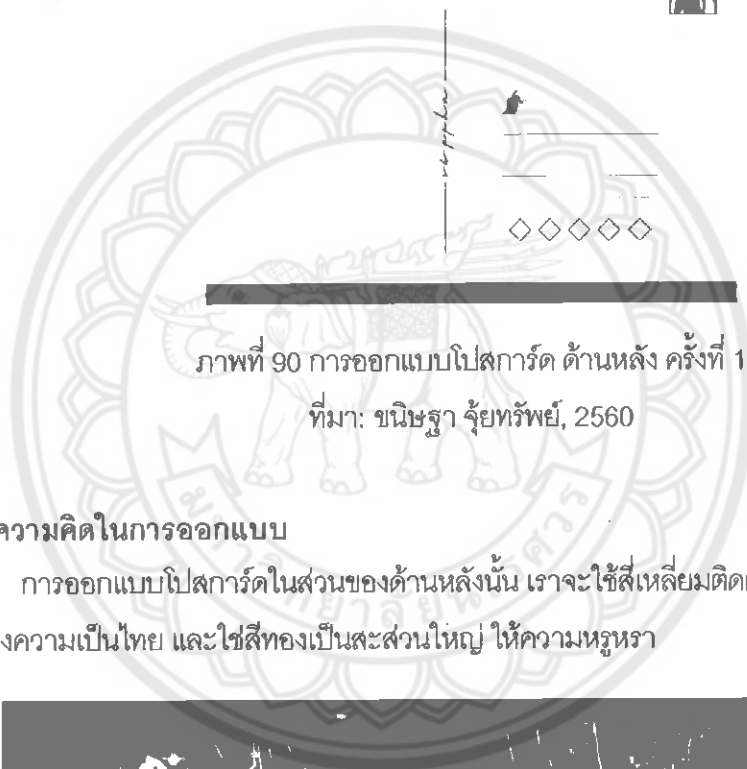 ภาพที่ 90 การออกแบบโปสการ์ด ด้านหลัง ครั้งที่ 1
ที่มา: ชนิษฐา จุ้ยทรัพย์, 2560
ความคิดในการออกแบบ
การออกแบบโปสการ์ดในส่วนของด้านหลังนั้น เราจะใช้สี่เหลี่ยมติด
งความเป็นไทย และใช่สีทองเป็นสะส่วนใหญ่ ให้ความหรูหรา